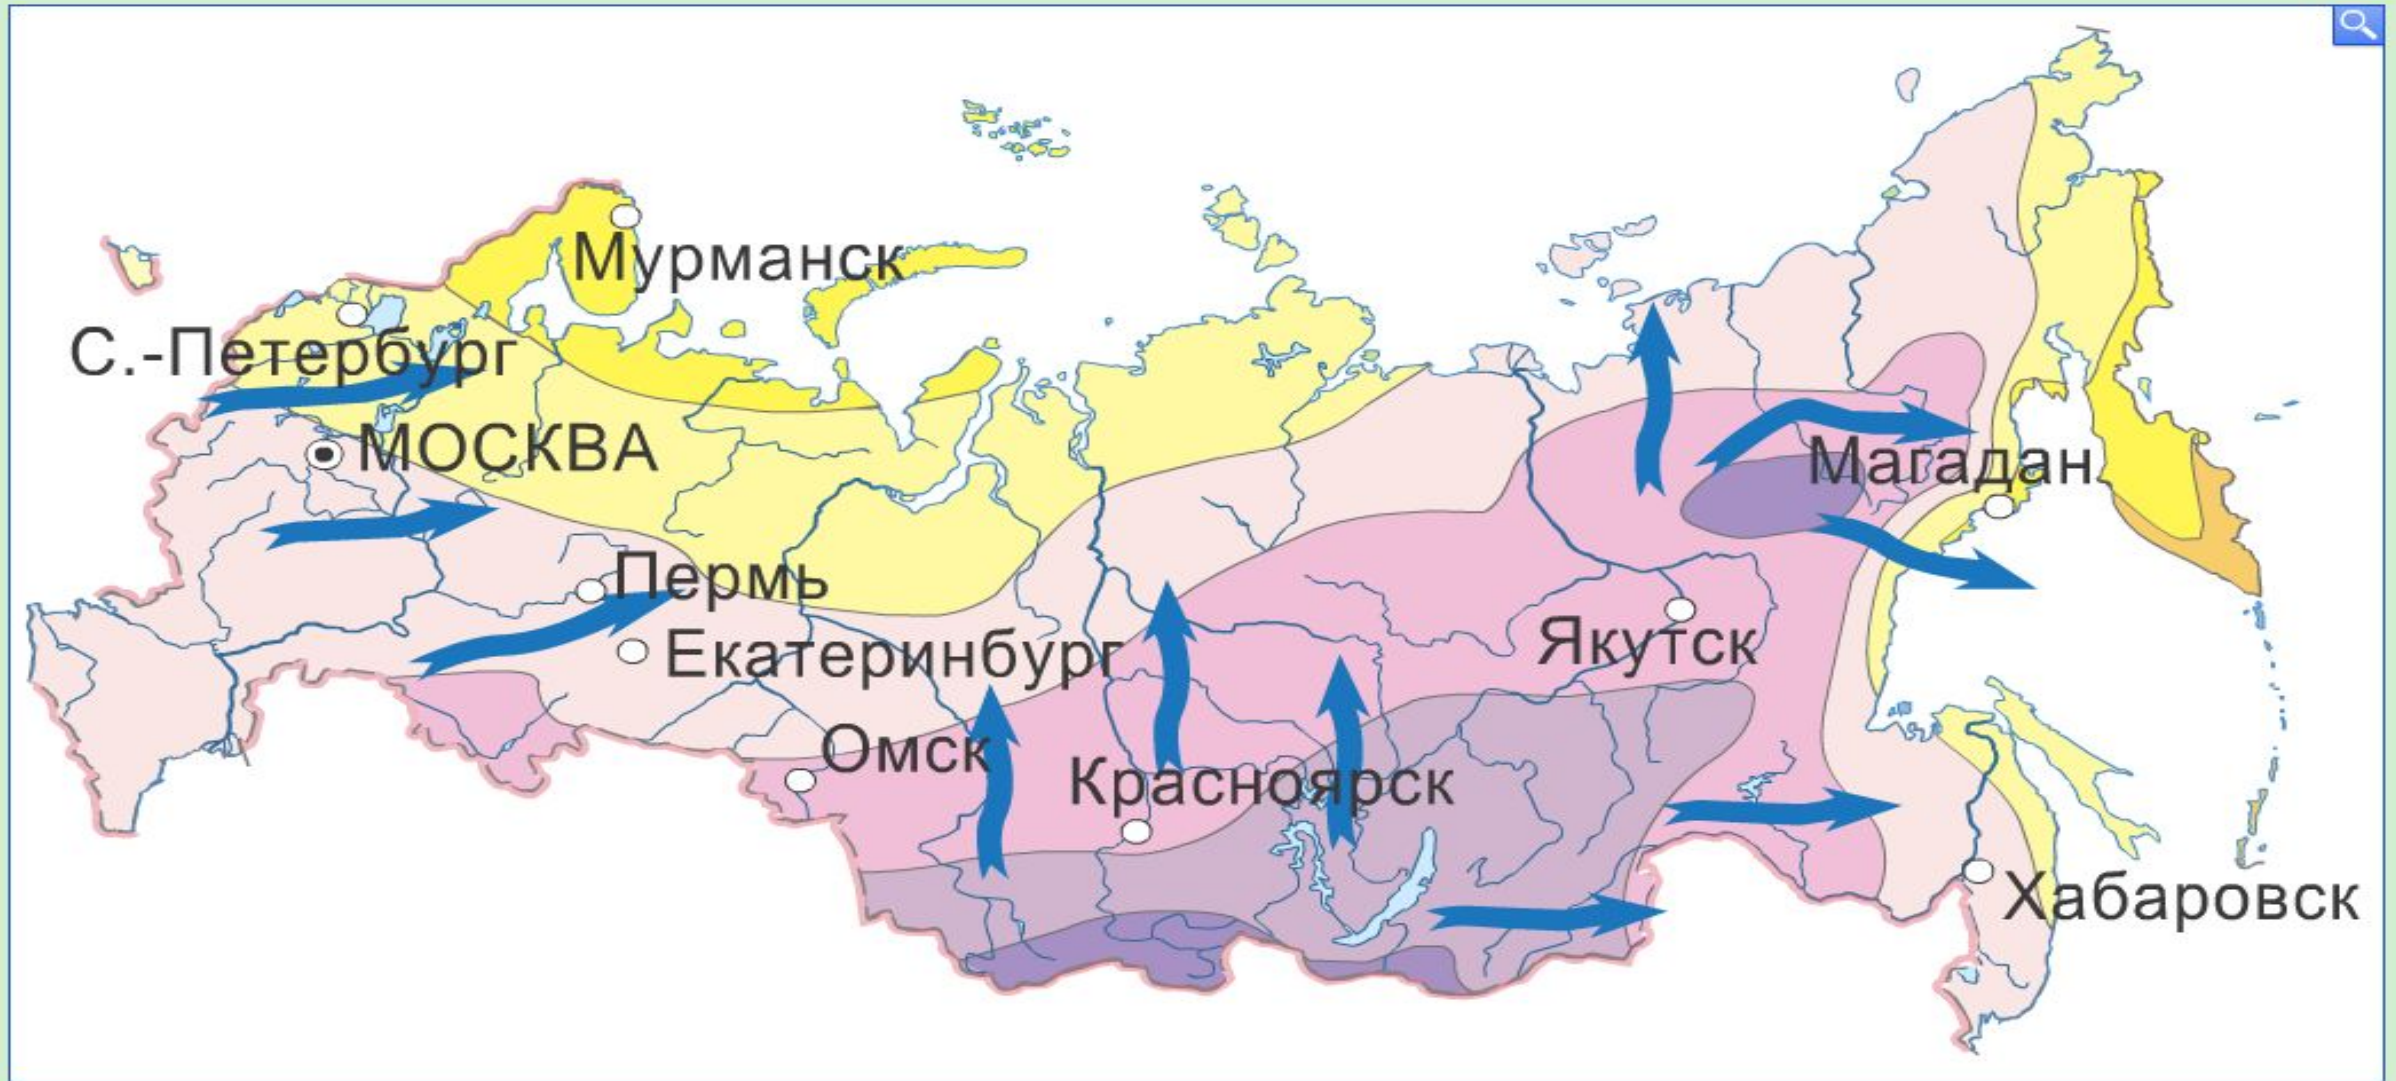 Мурманск
С.-Петербург
МОСКВА
Магадан
Пермь
Якутск
Екатеринбург
Омск
Красноярск
Хабаровск